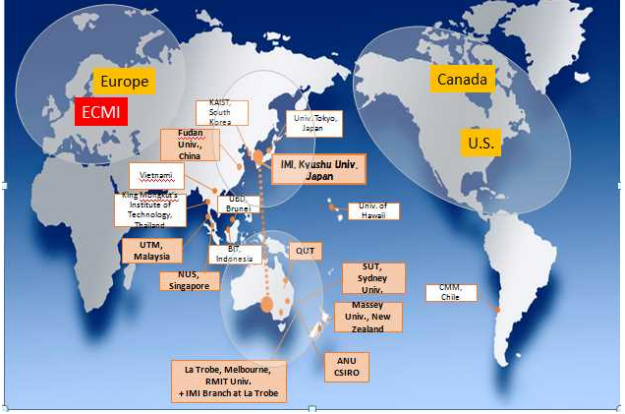 Europe
ECMI
Canada
U.S.
KAIST,
South
Korea
Univ. Tokyo,
Japan
Fudan
Univ.,
China
IMI, Kyushu Univ.
Japan
Vietnami
King Mongkut's
Institute of
Technology,
Thailand
UBD,
Brunei
Univ. of
Hawaii
UTM,
Malaysia
BIT,
Indonesia
QUT
NUS,
Singapore
SUT,
Sydney
Univ.
CMM,
Chile
Massey
Univ., New
Zealand
ANU
CSIRO
La Trobe, Melbourne,
RMIT Univ.
+ IMI Branch at La Trobe